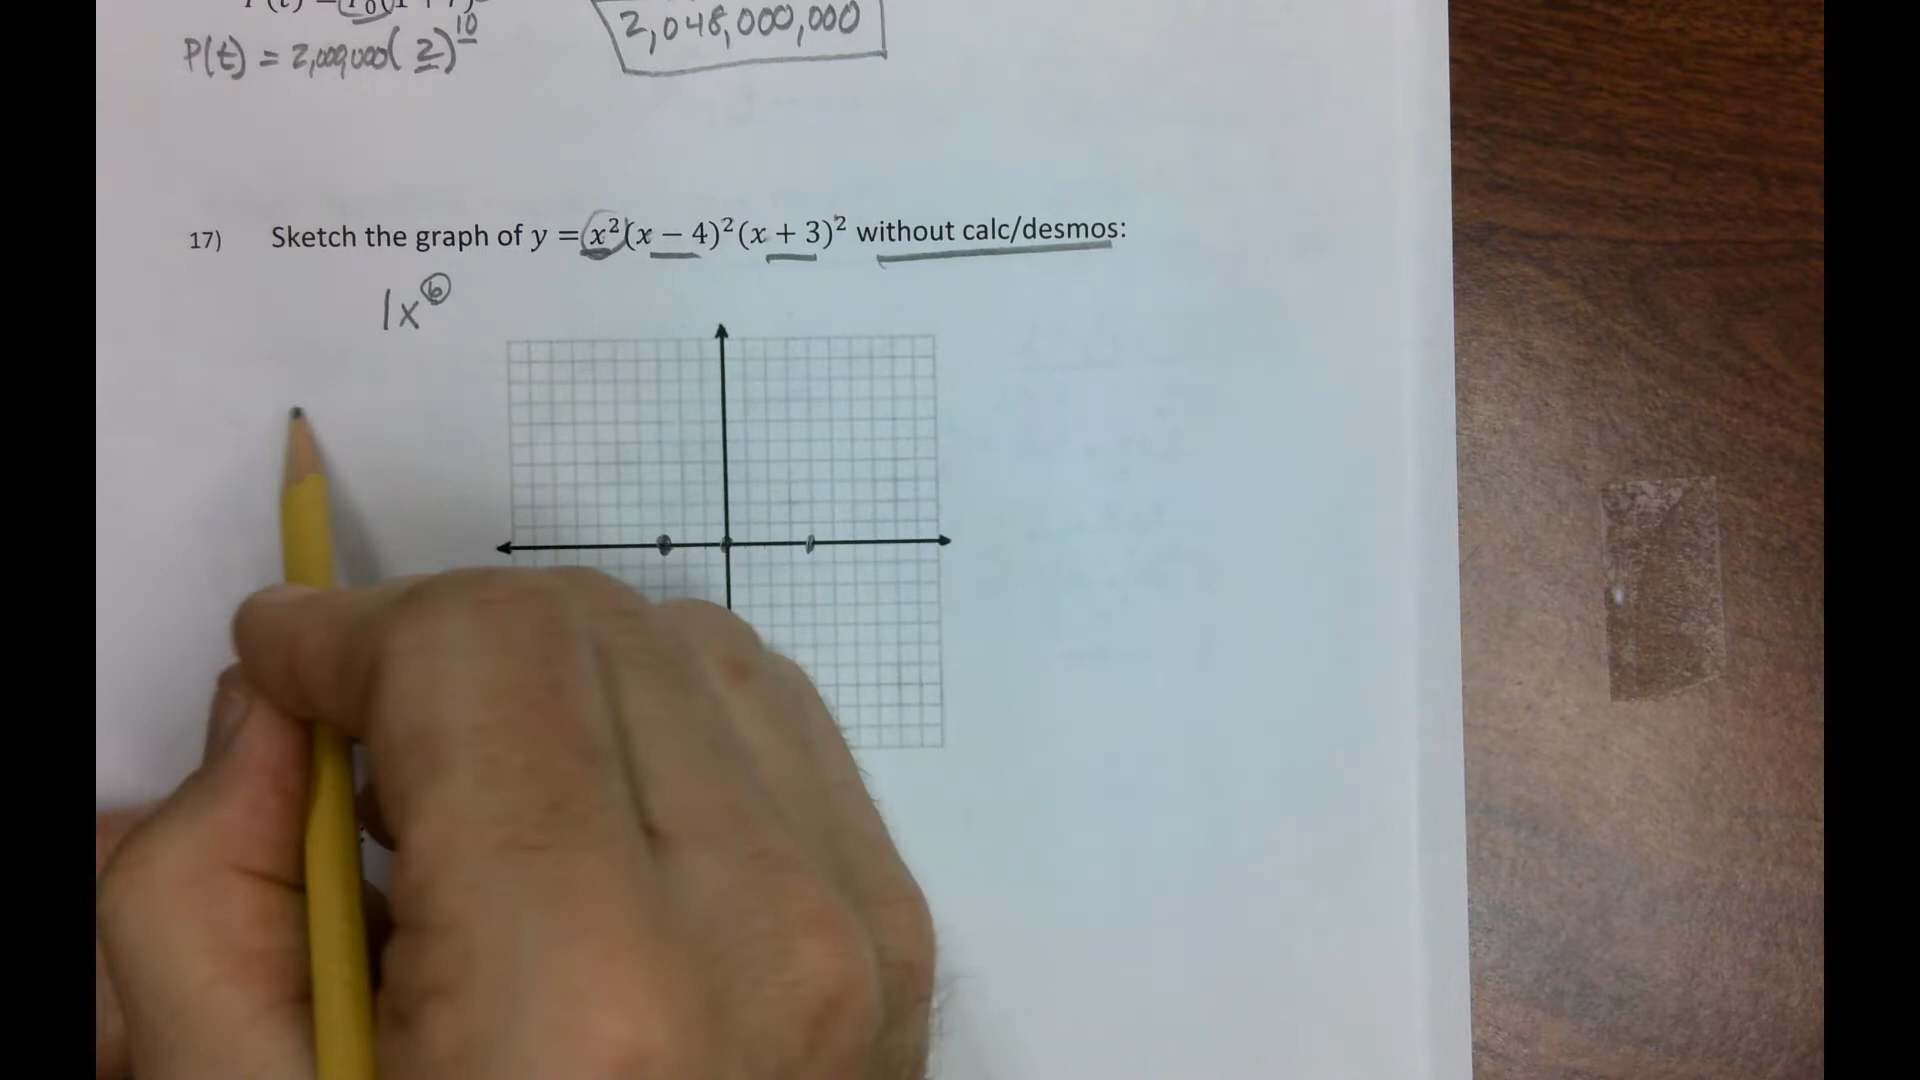 P(t) = 2,000,000(2)^10
2,048,000,000
17) Sketch the graph of y = x²(x − 4)²(x + 3)² without calc/desmos:
1x^6